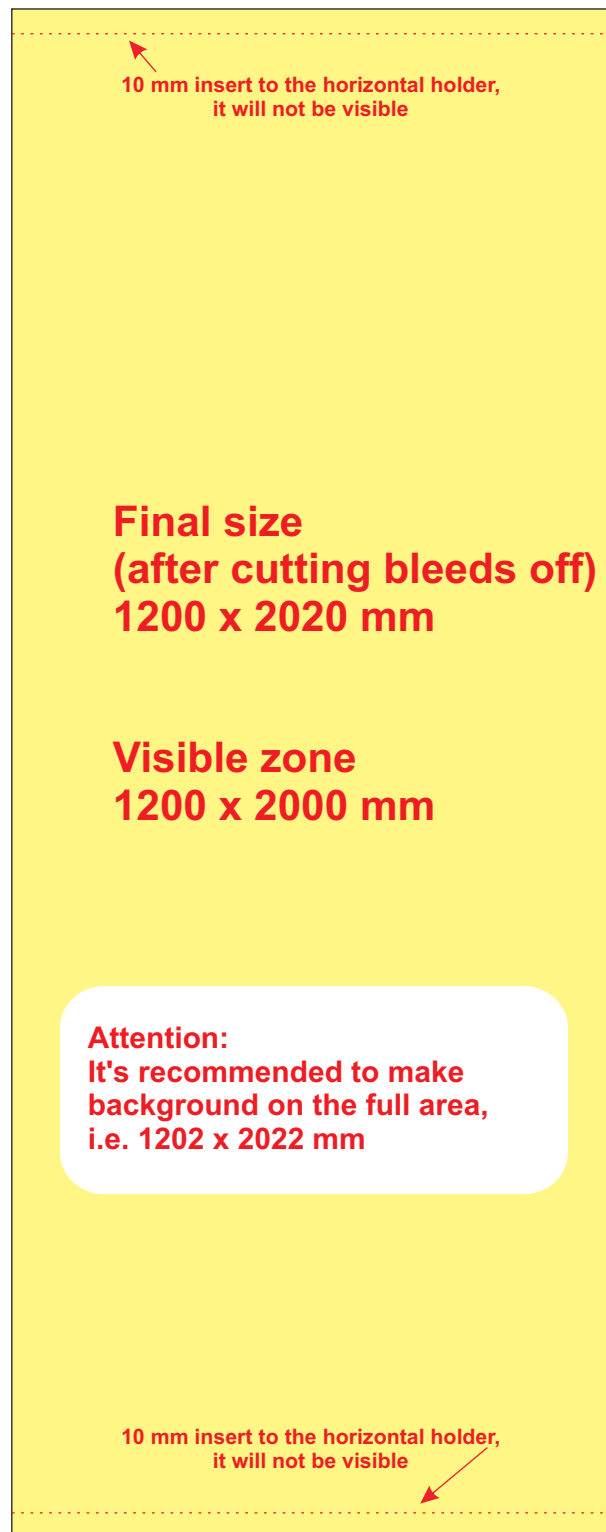 10 mm insert to the horizontal holder,
it will not be visible
Final size
(after cutting bleeds off)
1200 x 2020 mm
Visible zone
1200 x 2000 mm
Attention:
It's recommended to make
background on the full area,
i.e. 1202 x 2022 mm
10 mm insert to the horizontal holder,
it will not be visible